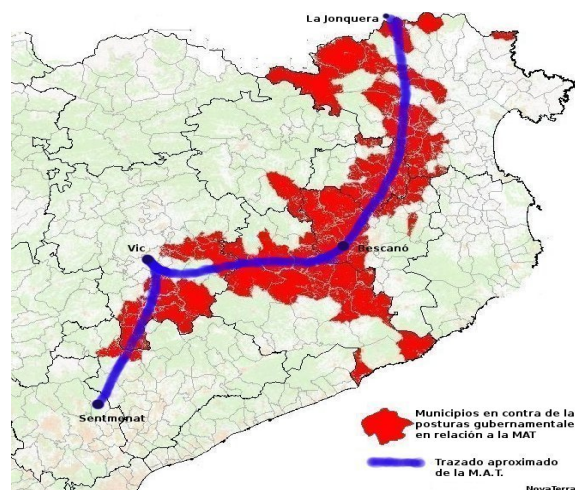 La Jonquera
Vic
Bescanó
Sentmenat
Municipios en contra de la
posturas gubernamentale
en relación a la MAT
Trazado aproximado
de la M.A.T.
NovaTerra